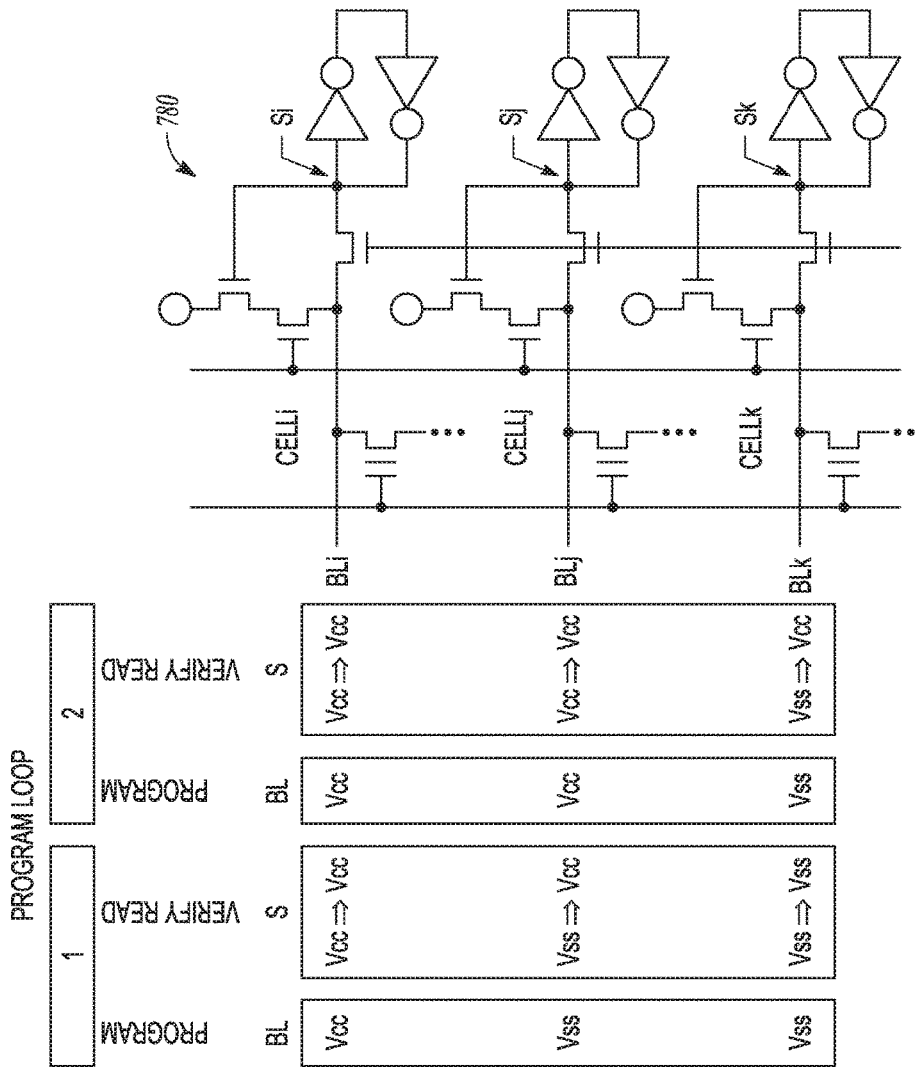 PROGRAM LOOP
1 2
PROGRAM VERIFY READ PROGRAM VERIFY READ
BL S BL S
Vcc Vcc ⇒ Vcc Vcc Vcc ⇒ Vcc BLi
Vss Vss ⇒ Vcc Vcc Vcc ⇒ Vcc BLj
Vss Vss ⇒ Vss Vss Vss ⇒ Vcc BLk
CELLi
CELLj
CELLk
Si
Sj
Sk
780